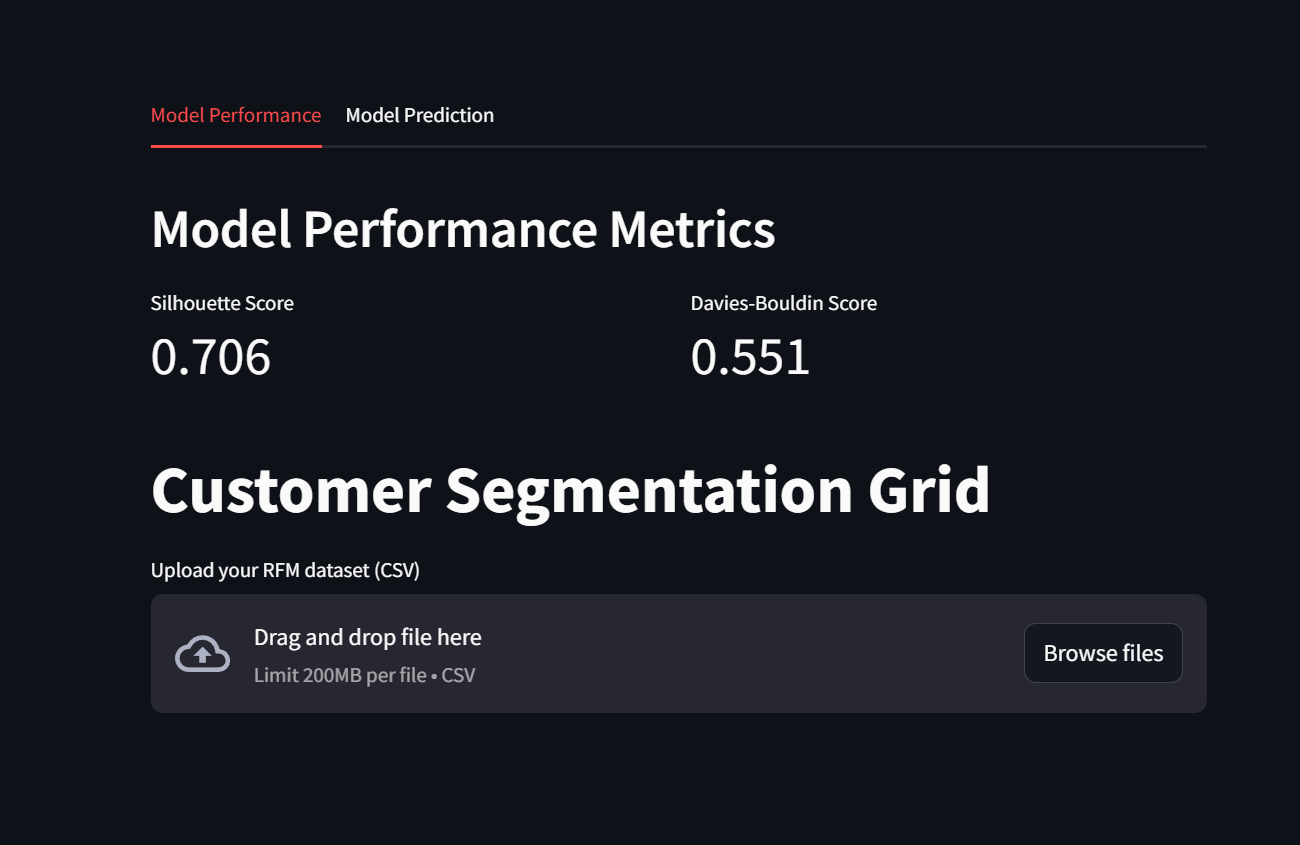 Model Performance Model Prediction
Model Performance Metrics
Silhouette Score Davies-Bouldin Score
0.706 0.551
Customer Segmentation Grid
Upload your RFM dataset (CSV)
Drag and drop file here
Limit 200MB per file • CSV
Browse files